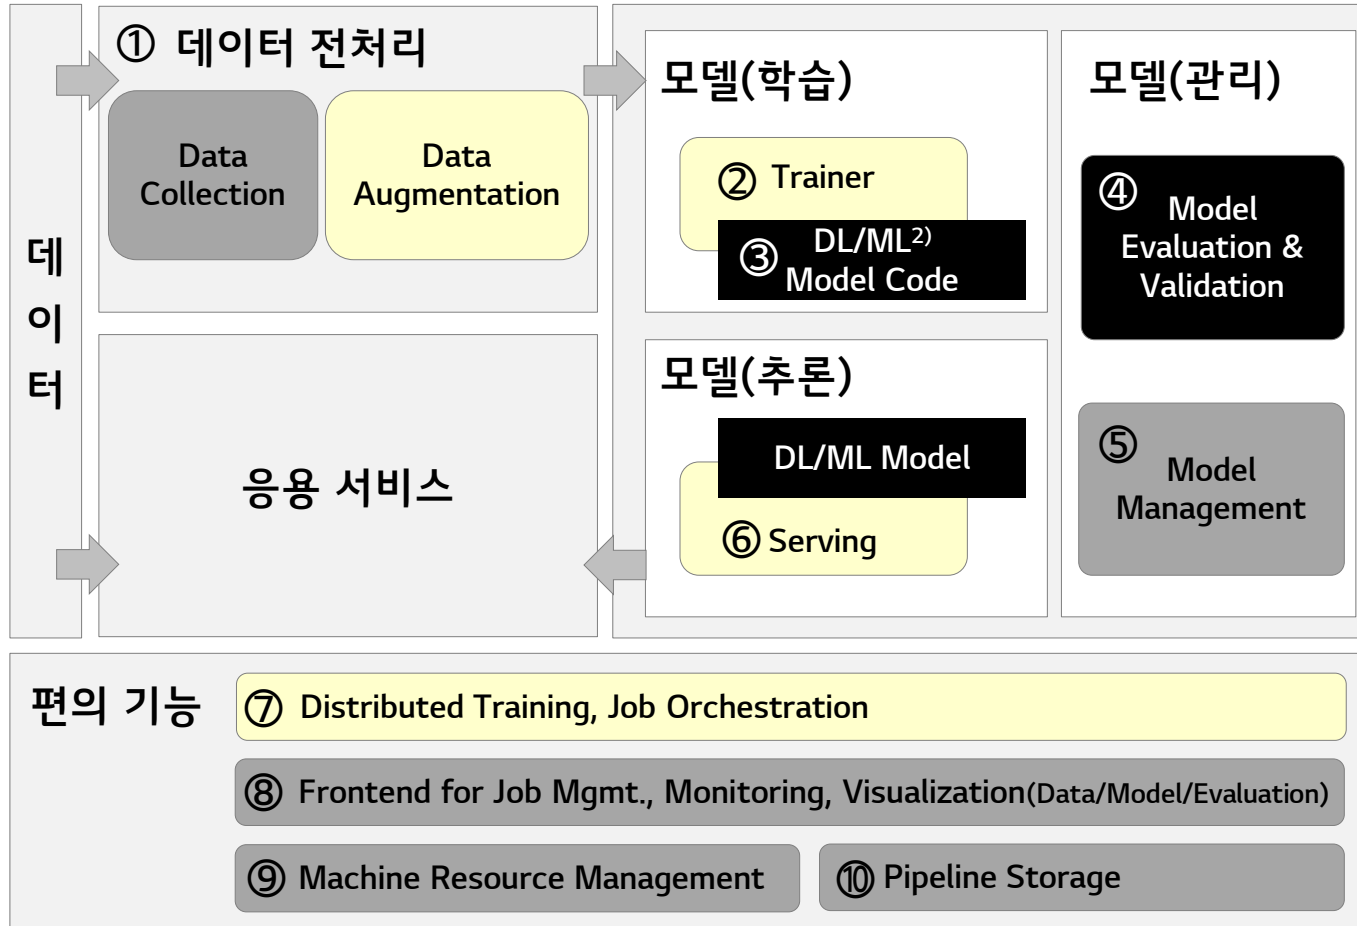 데
이
터
① 데이터 전처리
Data
Collection
Data
Augmentation
응용 서비스
모델(학습)
② Trainer
③ DL/ML2)
Model Code
모델(추론)
DL/ML Model
⑥ Serving
모델(관리)
④ Model
Evaluation &
Validation
⑤ Model
Management
편의 기능
⑦ Distributed Training, Job Orchestration
⑧ Frontend for Job Mgmt., Monitoring, Visualization(Data/Model/Evaluation)
⑨ Machine Resource Management
⑩ Pipeline Storage